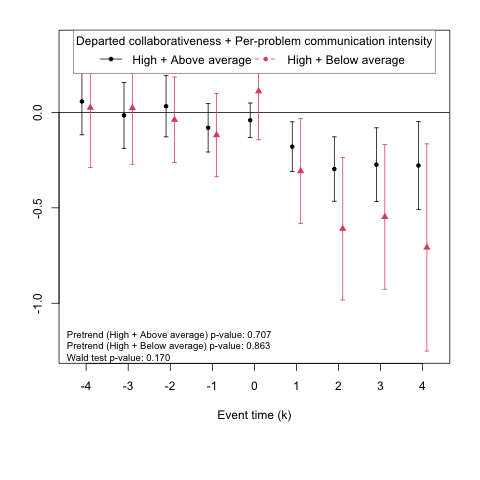 Departed collaborativeness + Per-problem communication intensity
High + Above average High + Below average
0.0
-0.5
-1.0
Pretrend (High + Above average) p-value: 0.707
Pretrend (High + Below average) p-value: 0.863
Wald test p-value: 0.170
-4 -3 -2 -1 0 1 2 3 4
Event time (k)